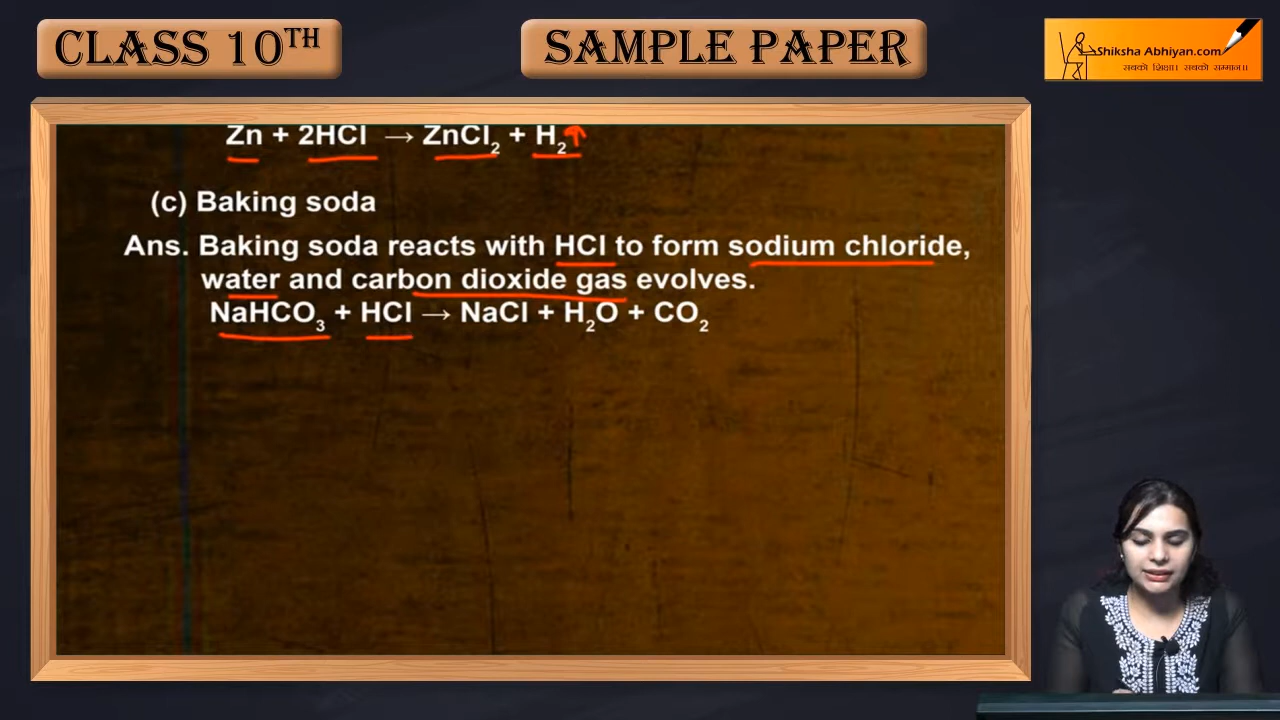 CLASS 10TH
SAMPLE PAPER
Shiksha Abhiyan.com
सबको शिक्षा। सबको सम्मान॥
Zn + 2HCl → ZnCl₂ + H₂↑
(c) Baking soda
Ans. Baking soda reacts with HCl to form sodium chloride,
water and carbon dioxide gas evolves.
NaHCO₃ + HCl → NaCl + H₂O + CO₂